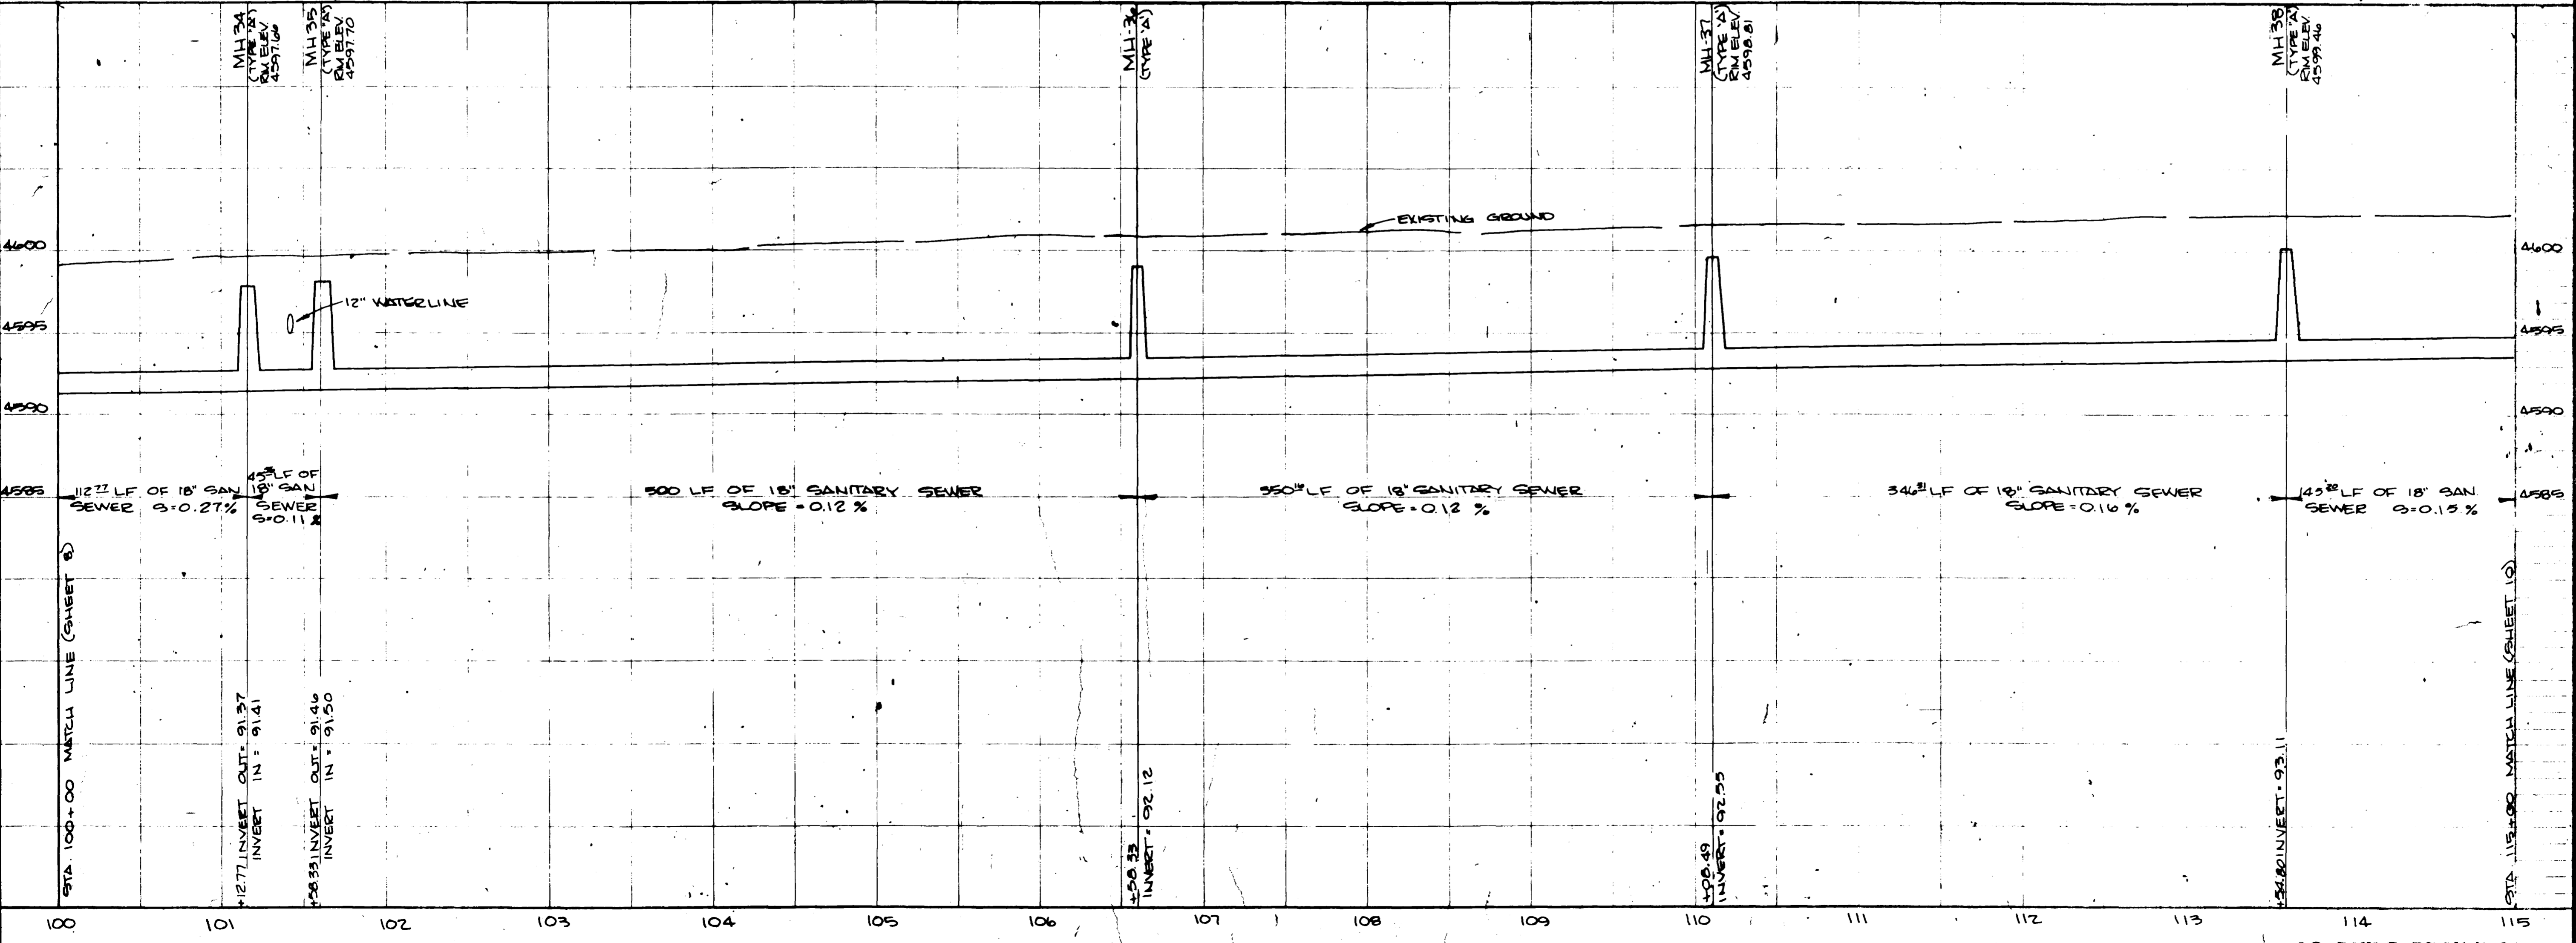 MH 34
(TYPE 'A')
RIM ELEV.
4597.66
MH 35
(TYPE 'A')
RIM ELEV.
4597.70
MH-36
(TYPE 'A')
MH-37
(TYPE 'A')
RIM ELEV.
4598.81
MH 38
(TYPE 'A')
RIM ELEV.
4599.46
EXISTING GROUND
4600
4600
12" WATERLINE
4595
4595
4590
4590
4585
112.77 LF OF 18" SAN
SEWER S=0.27%
LF OF
18" SAN
SEWER
S=0.11%
500 LF OF 18" SANITARY SEWER
SLOPE = 0.12 %
350.16 LF OF 18" SANITARY SEWER
SLOPE = 0.12 %
346.31 LF OF 18" SANITARY SEWER
SLOPE = 0.16 %
145.20 LF OF 18" SAN.
SEWER S=0.15 %
4585
STA. 100+00 MATCH LINE (SHEET 8)
+12.77 INVERT OUT = 91.37
INVERT IN = 91.41
+58.33 INVERT OUT = 91.46
INVERT IN = 91.50
+58.33
INVERT = 92.12
+08.49
INVERT = 92.55
+54.80 INVERT = 93.11
STA. 115+00 MATCH LINE (SHEET 10)
100 101 102 103 104 105 106 107 108 109 110 111 112 113 114 115